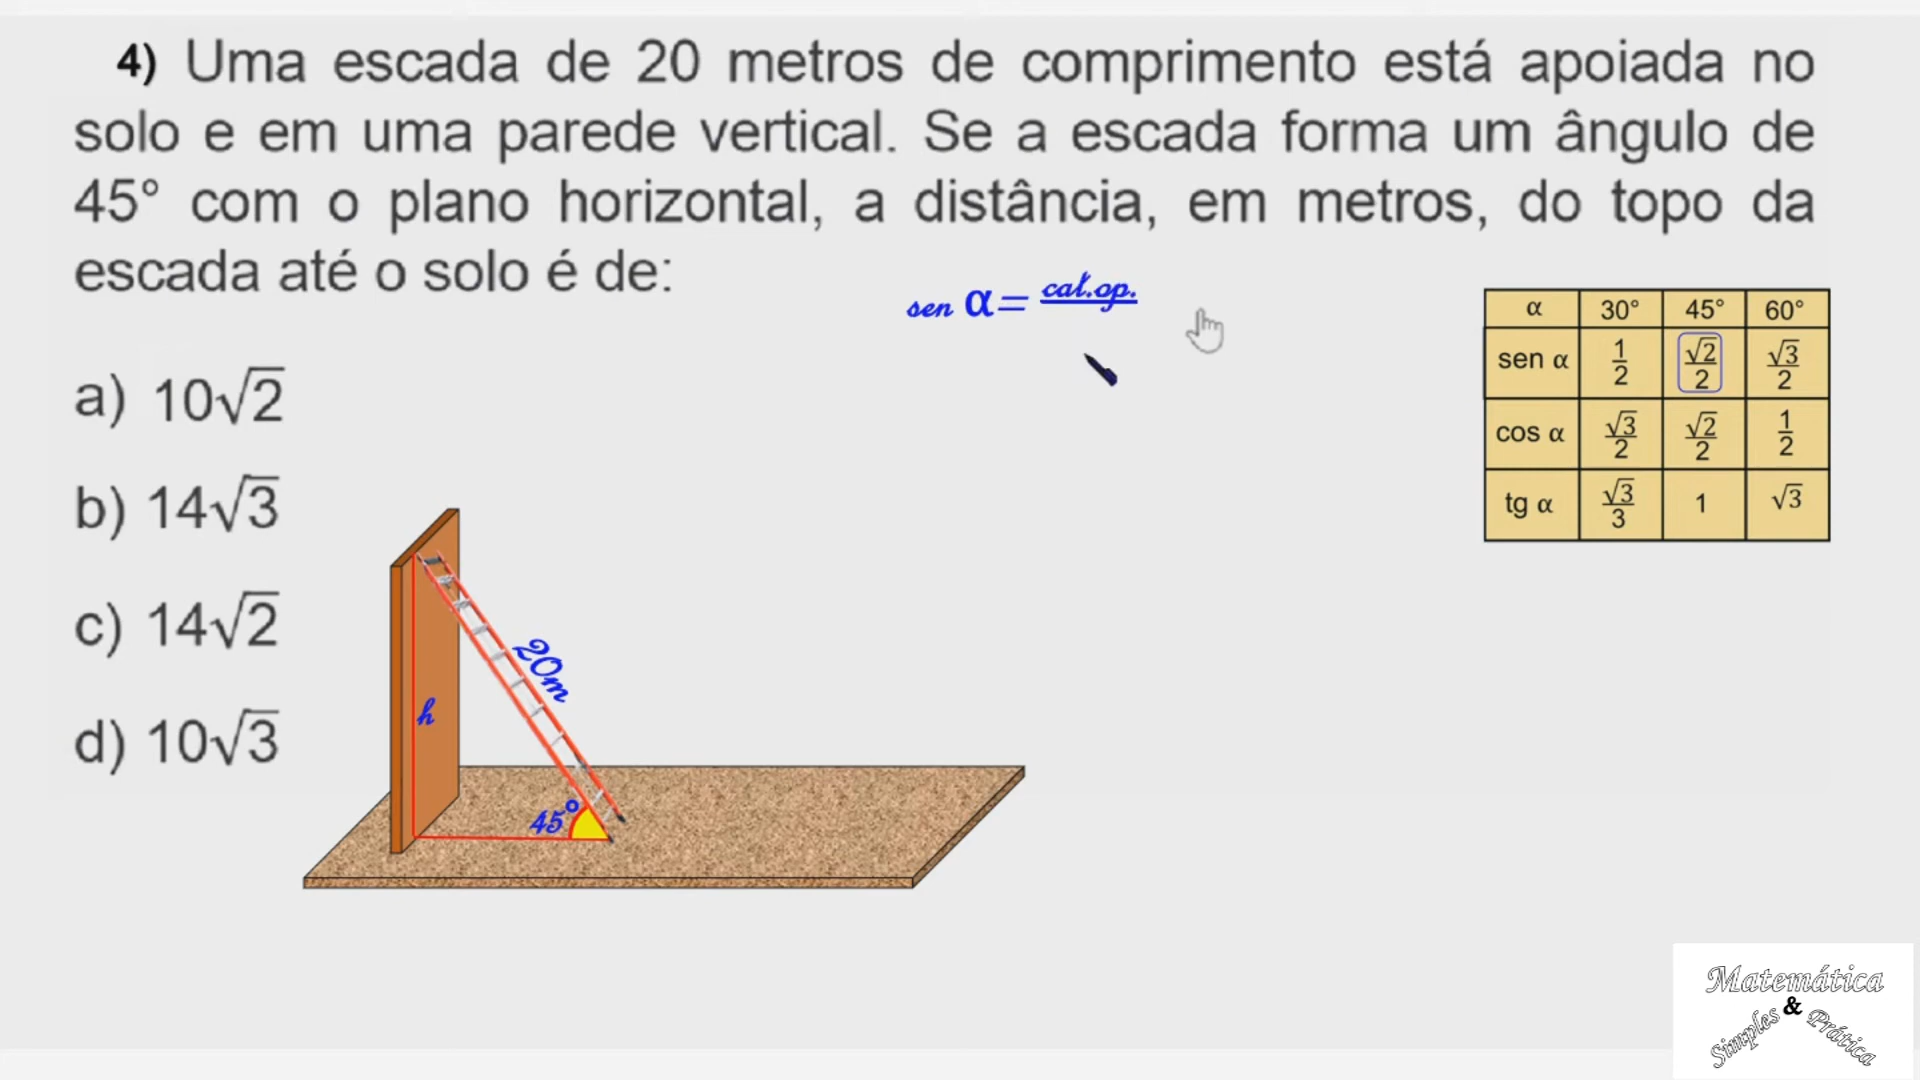 4) Uma escada de 20 metros de comprimento está apoiada no
solo e em uma parede vertical. Se a escada forma um ângulo de
45° com o plano horizontal, a distância, em metros, do topo da
escada até o solo é de:
sen α = cat.op.
a) 10√2
b) 14√3
c) 14√2
d) 10√3
α 30° 45° 60°
sen α 1/2 √2/2 √3/2
cos α √3/2 √2/2 1/2
tg α √3/3 1 √3
20m
h
45°
Matemática
&
Simples Prática